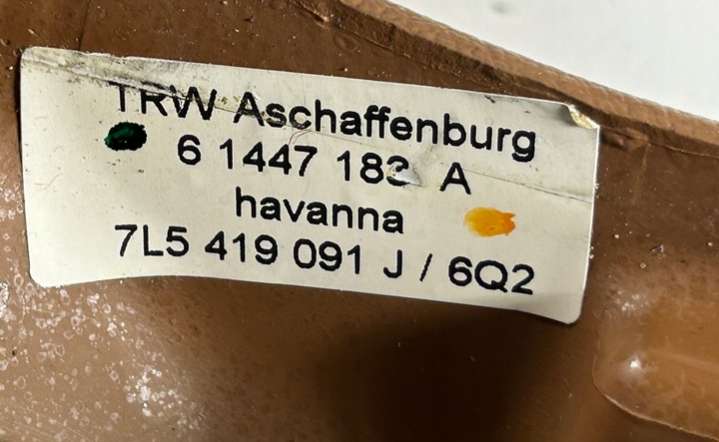 TRW Aschaffenburg
6 1447 183 A
havanna
7L5 419 091 J / 6Q2